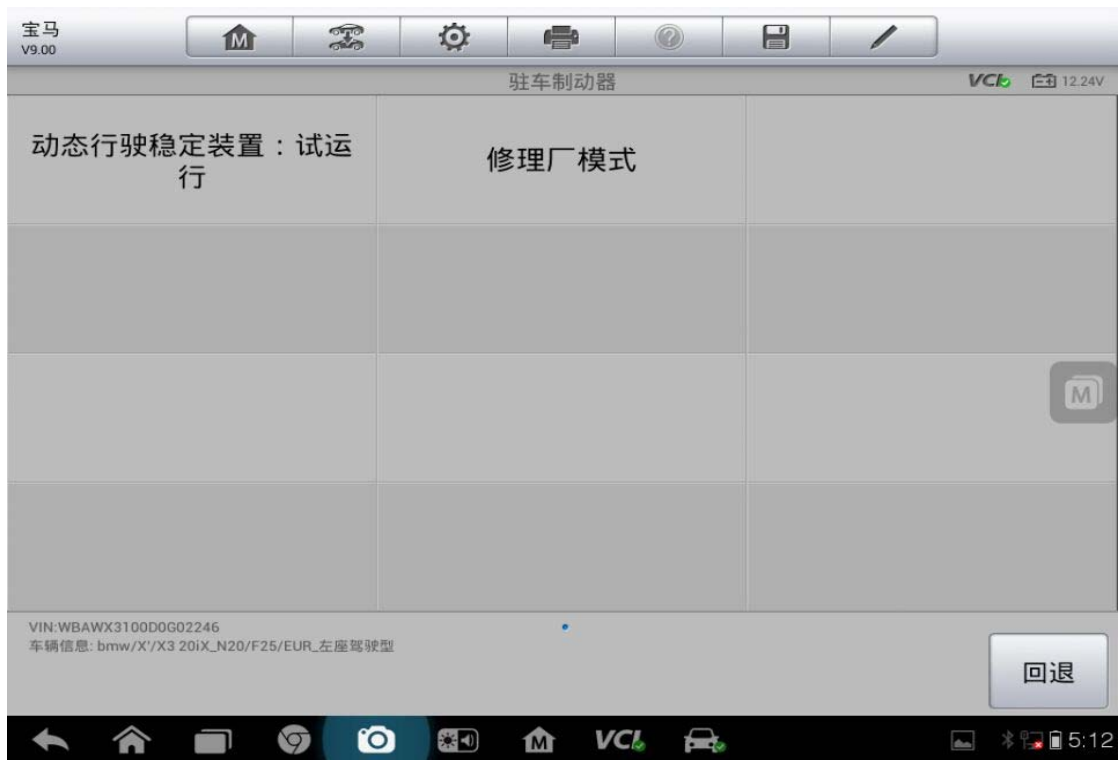 宝马
V9.00
M
驻车制动器
VCI
12.24V
动态行驶稳定装置：试运
行
修理厂模式
M
VIN:WBAWX3100D0G02246
车辆信息: bmw/X'/X3 20iX_N20/F25/EUR_左座驾驶型
回退
M
VCI
5:12